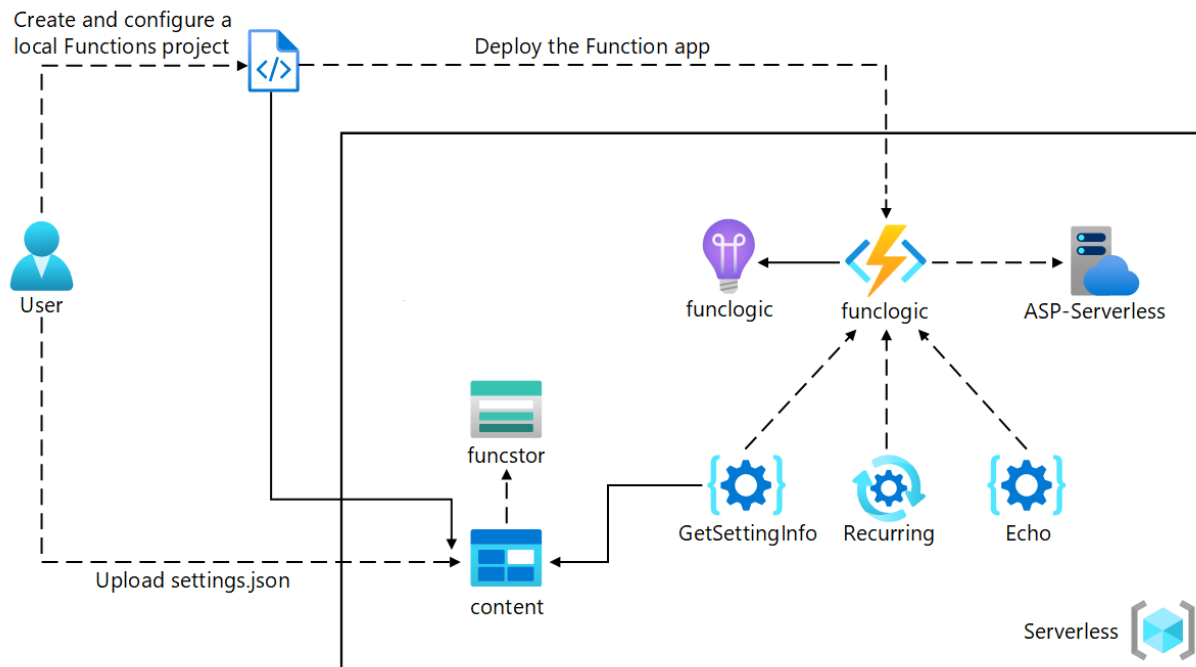 Create and configure a
local Functions project
Deploy the Function app
User
funclogic
funclogic
ASP-Serverless
funcstor
GetSettingInfo
Recurring
Echo
Upload settings.json
content
Serverless